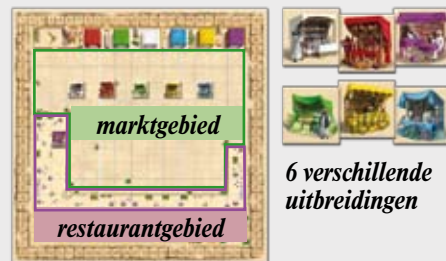 marktgebied
restaurantgebied
6 verschillende
uitbreidingen